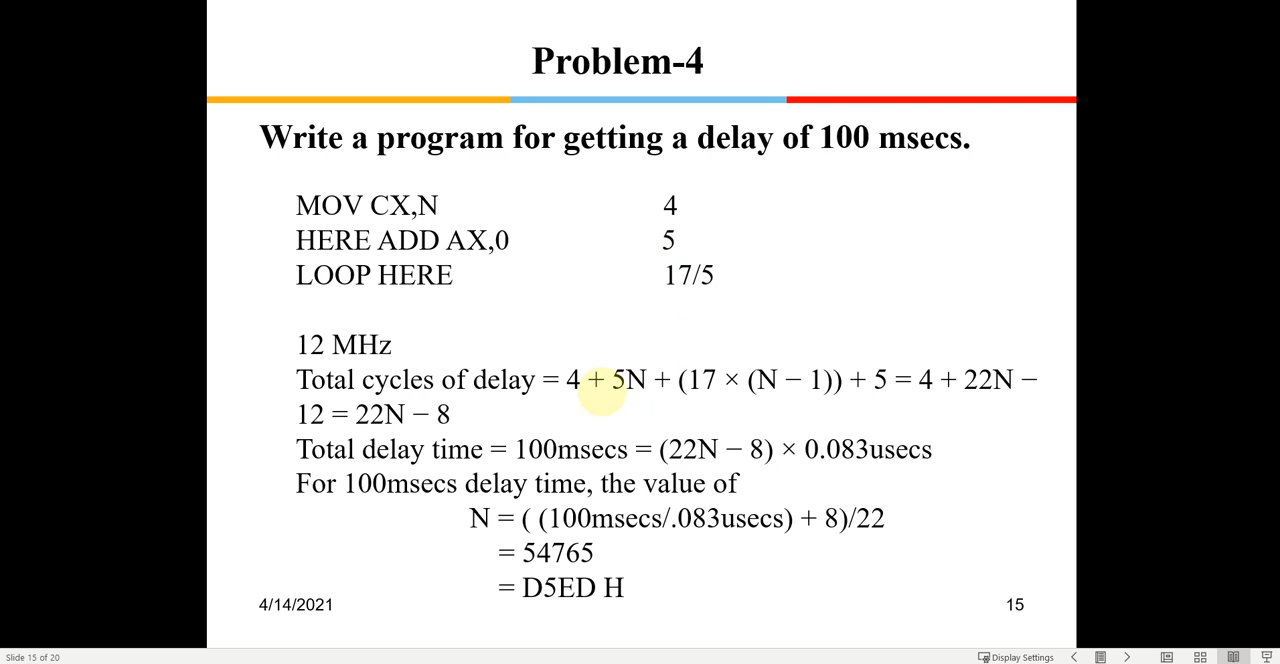 Problem-4
Write a program for getting a delay of 100 msecs.
MOV CX,N 4
HERE ADD AX,0 5
LOOP HERE 17/5
12 MHz
Total cycles of delay = 4 + 5N + (17 × (N − 1)) + 5 = 4 + 22N −
12 = 22N − 8
Total delay time = 100msecs = (22N − 8) × 0.083usecs
For 100msecs delay time, the value of
N = ( (100msecs/.083usecs) + 8)/22
= 54765
= D5ED H
4/14/2021 15
Slide 15 of 20 Display Settings